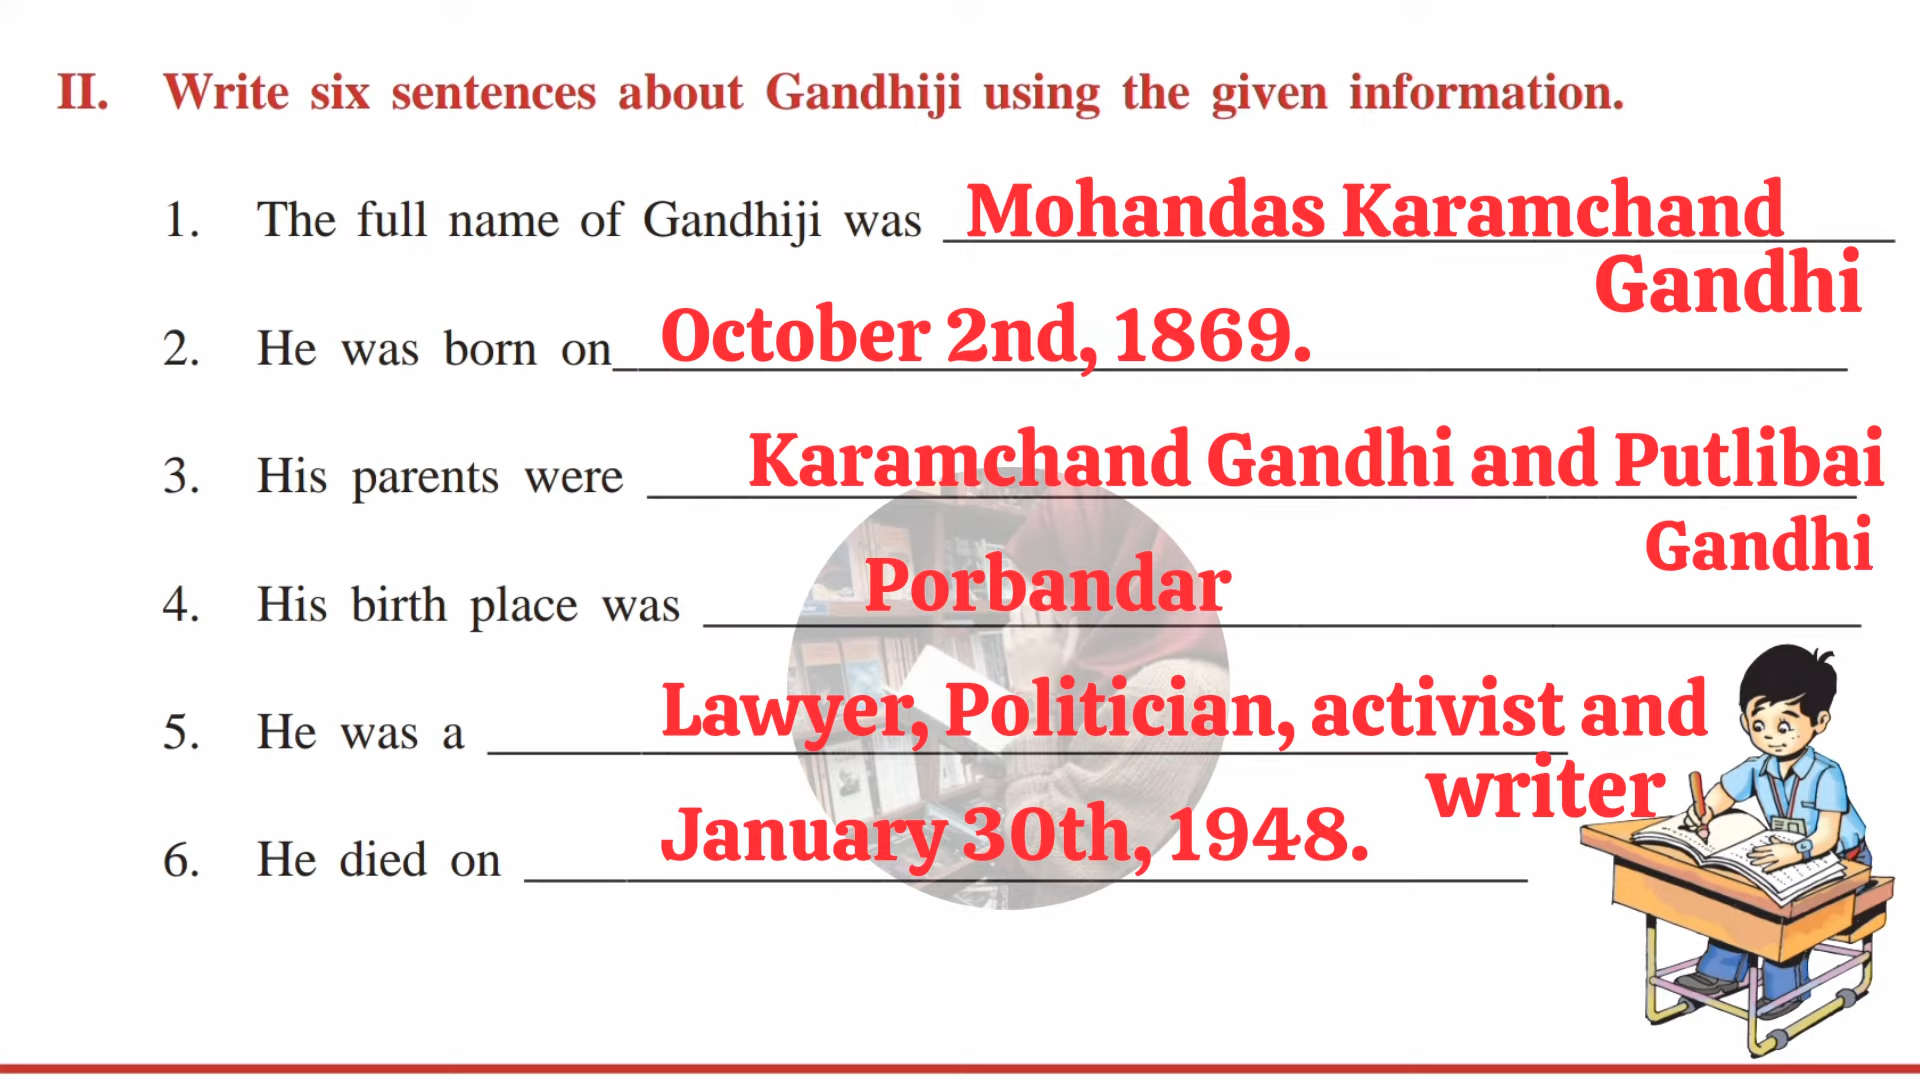 II. Write six sentences about Gandhiji using the given information.
1. The full name of Gandhiji was Mohandas Karamchand
Gandhi
2. He was born on October 2nd, 1869.
3. His parents were Karamchand Gandhi and Putlibai
Gandhi
4. His birth place was Porbandar
5. He was a Lawyer, Politician, activist and
writer
6. He died on January 30th, 1948.